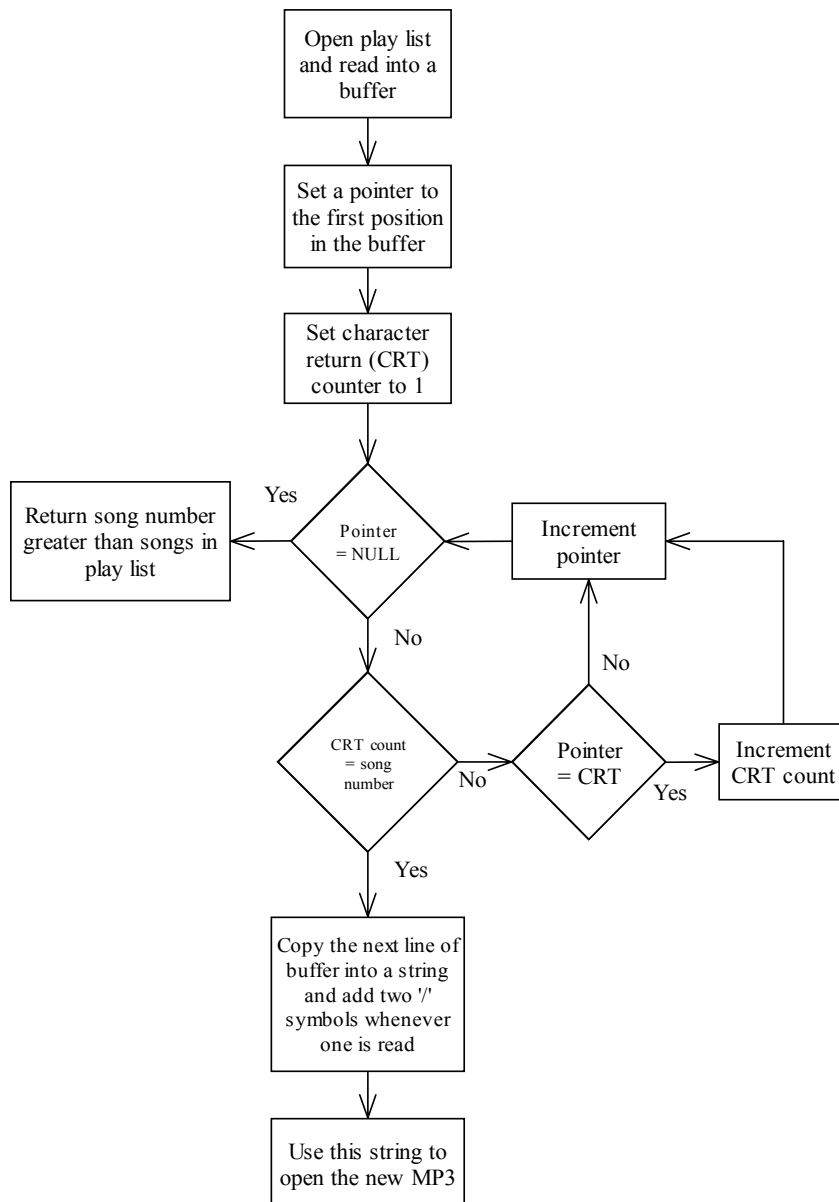 Open play list
and read into a
buffer
Set a pointer to
the first position
in the buffer
Set character
return (CRT)
counter to 1
Yes
Return song number
greater than songs in
play list
Pointer
= NULL
Increment
pointer
No
No
CRT count
= song
number
No
Pointer
= CRT
Yes
Increment
CRT count
Yes
Copy the next line of
buffer into a string
and add two '/'
symbols whenever
one is read
Use this string to
open the new MP3